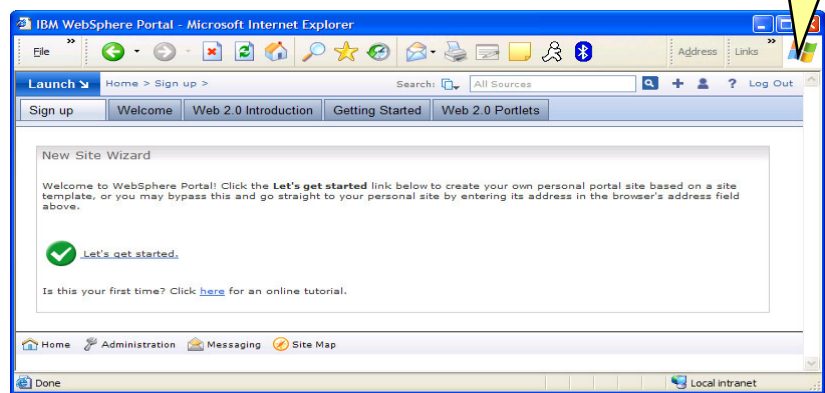 IBM WebSphere Portal - Microsoft Internet Explorer
File » Address Links »
Launch Home > Sign up > Search: All Sources ? Log Out
Sign up Welcome Web 2.0 Introduction Getting Started Web 2.0 Portlets
New Site Wizard
Welcome to WebSphere Portal! Click the Let's get started link below to create your own personal portal site based on a site
template, or you may bypass this and go straight to your personal site by entering its address in the browser's address field
above.
Let's get started.
Is this your first time? Click here for an online tutorial.
Home Administration Messaging Site Map
Done Local intranet